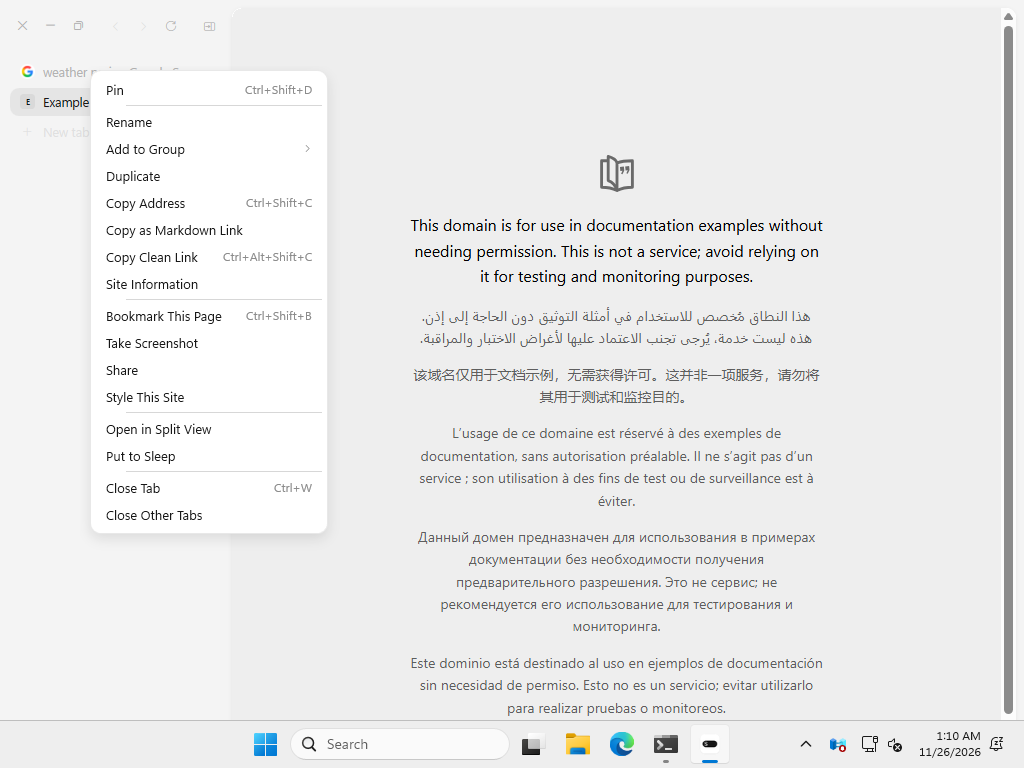 weather
E Example
New tab
Pin Ctrl+Shift+D
Rename
Add to Group
Duplicate
Copy Address Ctrl+Shift+C
Copy as Markdown Link
Copy Clean Link Ctrl+Alt+Shift+C
Site Information
Bookmark This Page Ctrl+Shift+B
Take Screenshot
Share
Style This Site
Open in Split View
Put to Sleep
Close Tab Ctrl+W
Close Other Tabs
This domain is for use in documentation examples without
needing permission. This is not a service; avoid relying on
it for testing and monitoring purposes.
هذا النطاق مُخصص للاستخدام في أمثلة التوثيق دون الحاجة إلى إذن.
هذه ليست خدمة، يُرجى تجنب الاعتماد عليها لأغراض الاختبار والمراقبة.
该域名仅用于文档示例，无需获得许可。这并非一项服务，请勿将
其用于测试和监控目的。
L’usage de ce domaine est réservé à des exemples de
documentation, sans autorisation préalable. Il ne s’agit pas d’un
service ; son utilisation à des fins de test ou de surveillance est à
éviter.
Данный домен предназначен для использования в примерах
документации без необходимости получения
предварительного разрешения. Это не сервис; не
рекомендуется его использование для тестирования и
мониторинга.
Este dominio está destinado al uso en ejemplos de documentación
sin necesidad de permiso. Esto no es un servicio; evitar utilizarlo
para realizar pruebas o monitoreos.
Search
1:10 AM
11/26/2026